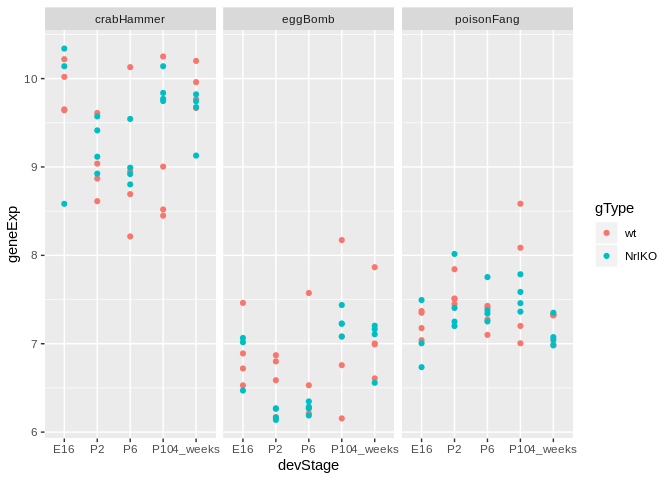 crabHammer eggBomb poisonFang
10
9
8
7
6
geneExp
E16 P2 P6 P10 4_weeks E16 P2 P6 P10 4_weeks E16 P2 P6 P10 4_weeks
devStage
gType
wt
NrlKO